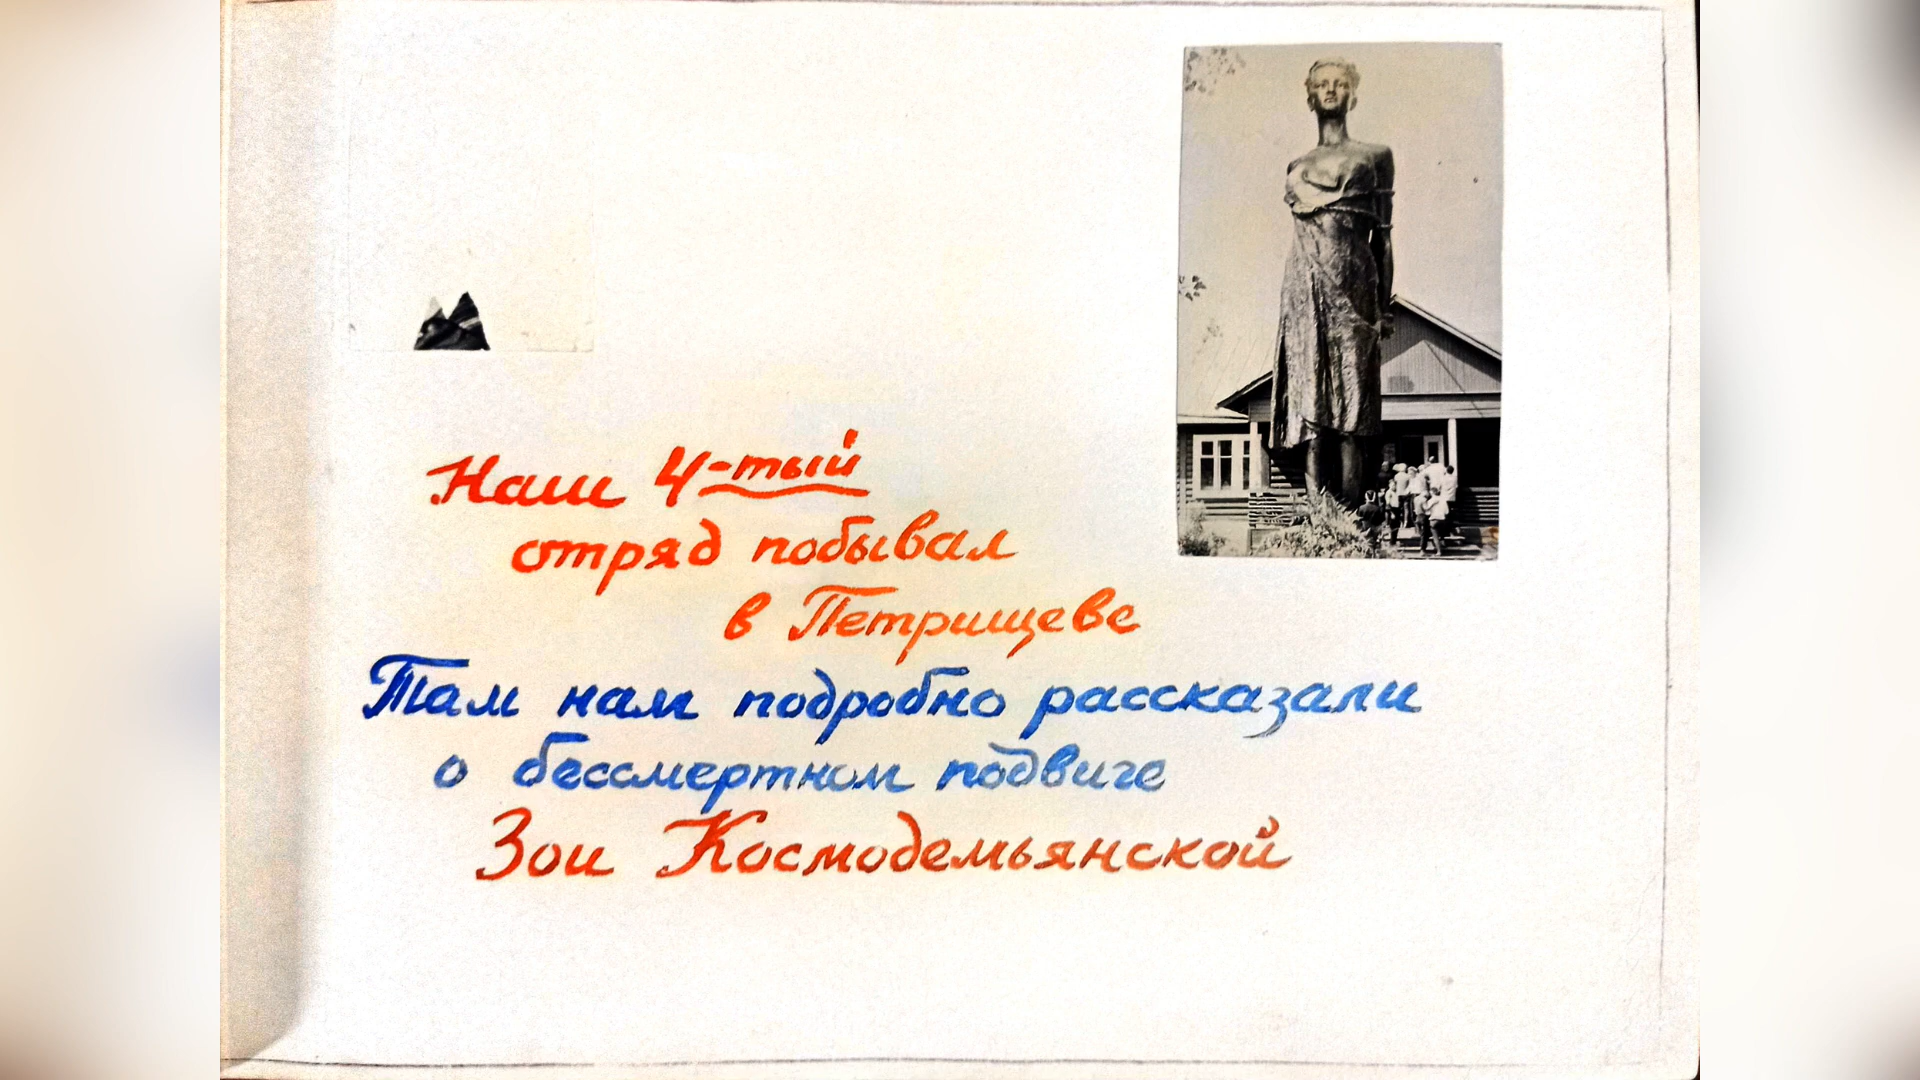 Наш 4-тый
отряд побывал
в Петрищеве
Там нам подробно рассказали
о бессмертном подвиге
Зои Космодемьянской